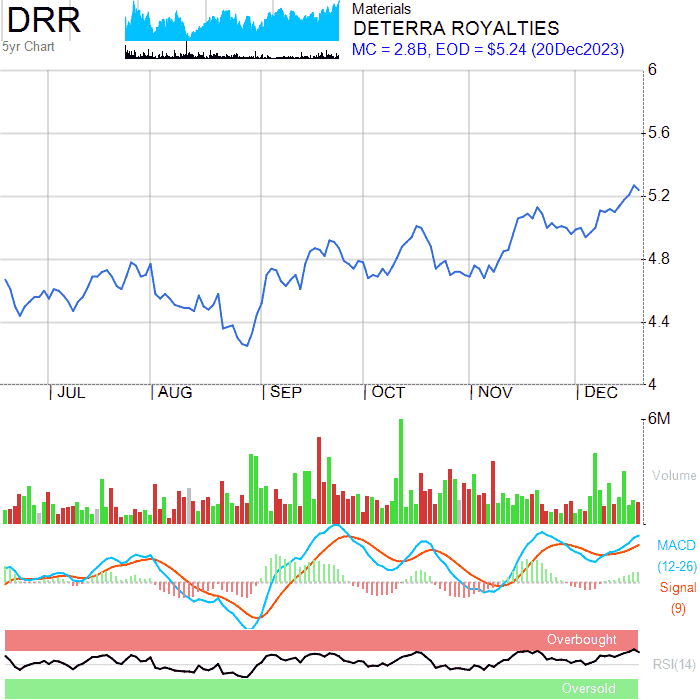 DRR
5yr Chart
Materials
DETERRA ROYALTIES
MC = 2.8B, EOD = $5.24 (20Dec2023)
6
5.6
5.2
4.8
4.4
4
JUL AUG SEP OCT NOV DEC
6M
Volume
MACD
(12-26)
Signal
(9)
Overbought
RSI(14)
Oversold